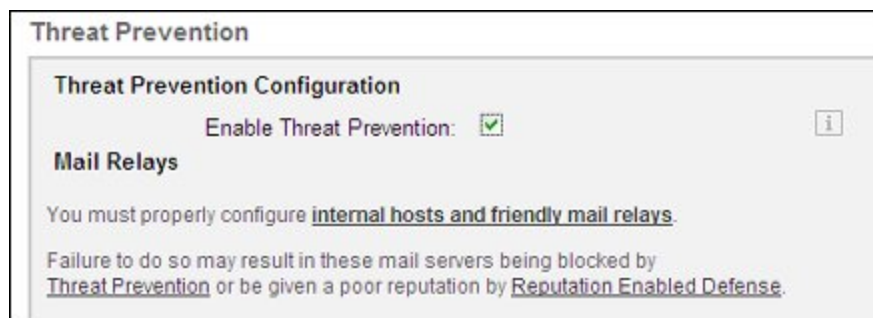 Threat Prevention
Threat Prevention Configuration
Enable Threat Prevention:
i
Mail Relays
You must properly configure internal hosts and friendly mail relays.
Failure to do so may result in these mail servers being blocked by
Threat Prevention or be given a poor reputation by Reputation Enabled Defense.